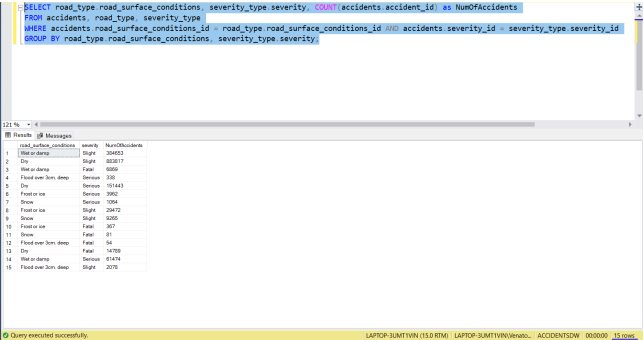 SELECT road_type.road_surface_conditions, severity_type.severity, COUNT(accidents.accident_id) as NumOfAccidents
FROM accidents, road_type, severity_type
WHERE accidents.road_surface_conditions_id = road_type.road_surface_conditions_id AND accidents.severity_id = severity_type.severity_id
GROUP BY road_type.road_surface_conditions, severity_type.severity;
121 %
Results Messages
road_surface_conditions severity NumOfAccidents
1 Wet or damp Slight 384653
2 Dry Slight 883817
3 Wet or damp Fatal 6869
4 Flood over 3cm. deep Serious 338
5 Dry Serious 151443
6 Frost or ice Serious 3982
7 Snow Serious 1064
8 Frost or ice Slight 29472
9 Snow Slight 9265
10 Frost or ice Fatal 367
11 Snow Fatal 81
12 Flood over 3cm. deep Fatal 54
13 Dry Fatal 14789
14 Wet or damp Serious 61474
15 Flood over 3cm. deep Slight 2078
Query executed successfully. LAPTOP-3UMT1VIN (15.0 RTM) LAPTOP-3UMT1VIN\Venato... ACCIDENTSDW 00:00:00 15 rows